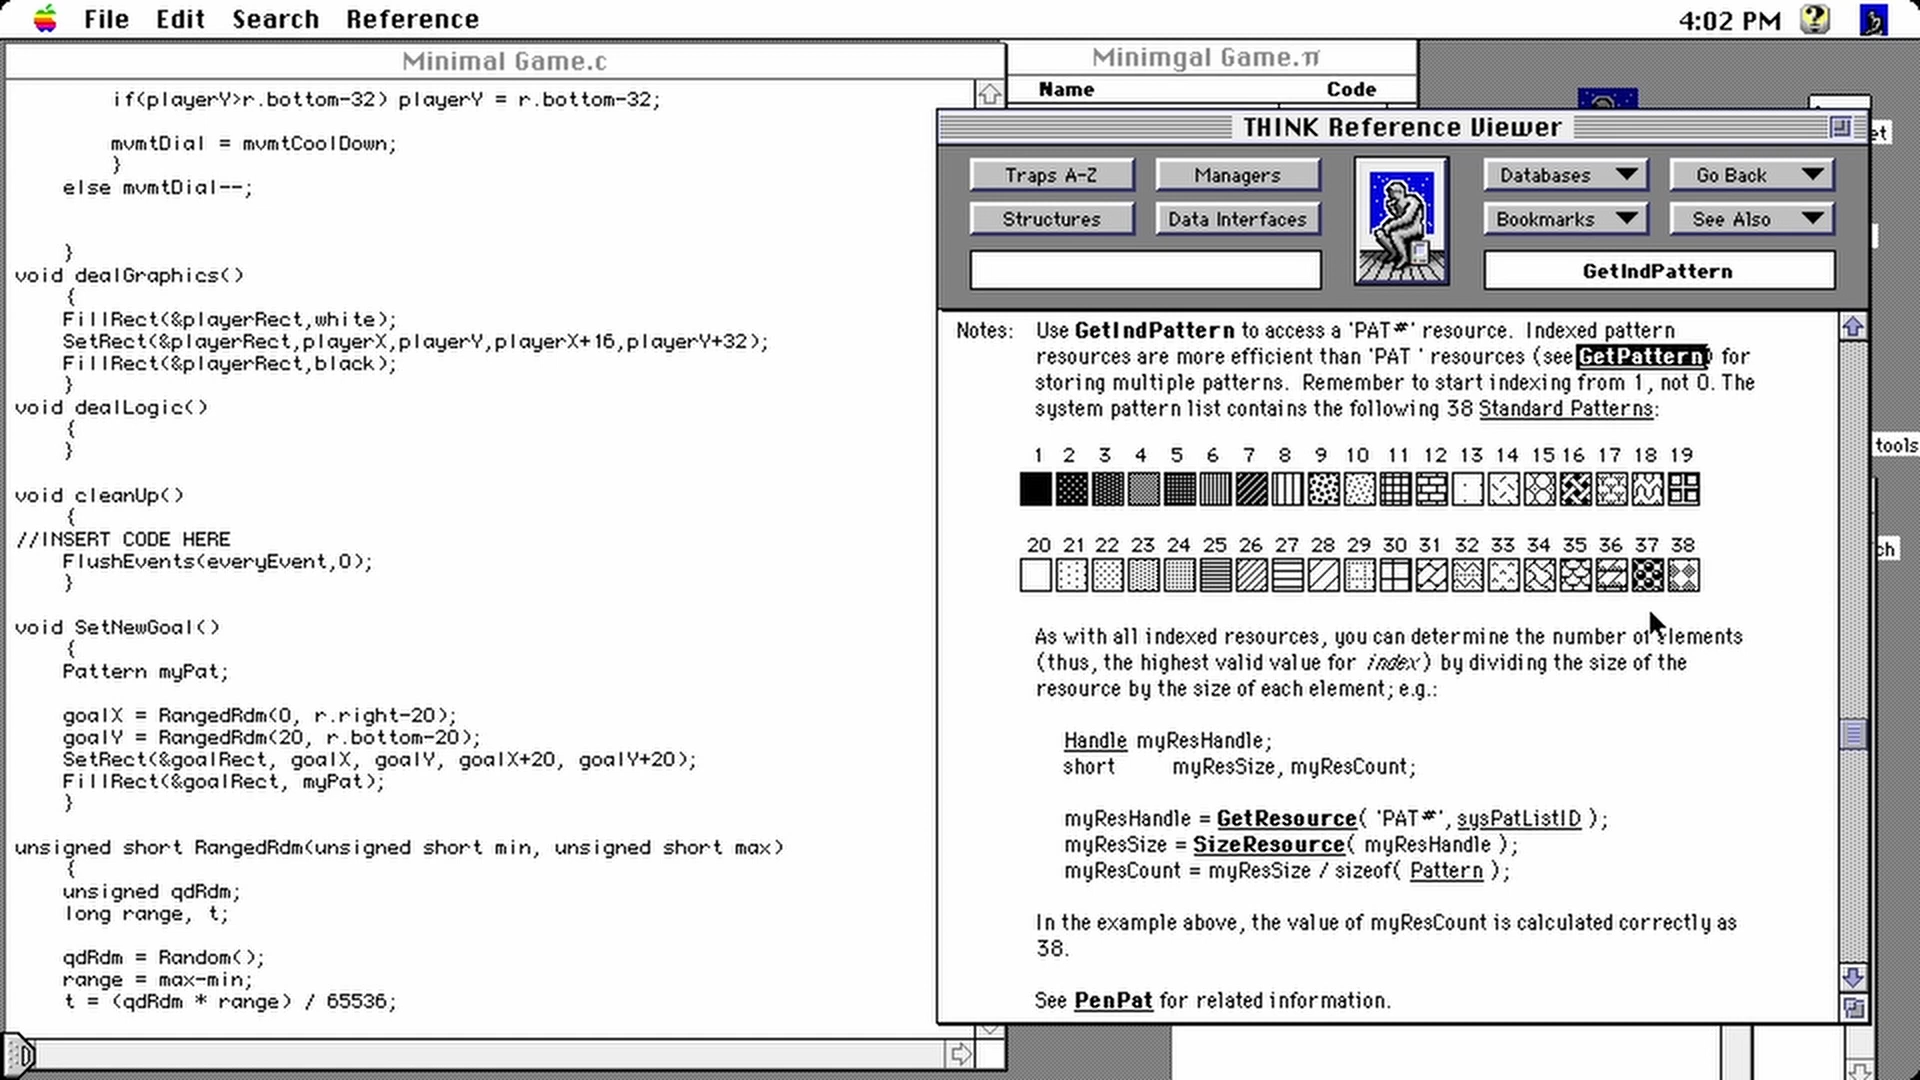 File Edit Search Reference 4:02 PM
Minimal Game.c
if(playerY>r.bottom-32) playerY = r.bottom-32;
mvmtDial = mvmtCoolDown;
}
else mvmtDial--;
}
void dealGraphics()
{
FillRect(&playerRect,white);
SetRect(&playerRect,playerX,playerY,playerX+16,playerY+32);
FillRect(&playerRect,black);
}
void dealLogic()
{
}
void cleanUp()
{
//INSERT CODE HERE
FlushEvents(everyEvent,0);
}
void SetNewGoal()
{
Pattern myPat;
goalX = RangedRdm(0, r.right-20);
goalY = RangedRdm(20, r.bottom-20);
SetRect(&goalRect, goalX, goalY, goalX+20, goalY+20);
FillRect(&goalRect, myPat);
}
unsigned short RangedRdm(unsigned short min, unsigned short max)
{
unsigned qdRdm;
long range, t;
qdRdm = Random();
range = max-min;
t = (qdRdm * range) / 65536;
Minimgal Game.π
Name Code
THINK Reference Viewer
Traps A-Z Managers Databases Go Back
Structures Data Interfaces Bookmarks See Also
GetIndPattern
Notes: Use GetIndPattern to access a 'PAT#' resource. Indexed pattern
resources are more efficient than 'PAT ' resources (see GetPattern) for
storing multiple patterns. Remember to start indexing from 1, not 0. The
system pattern list contains the following 38 Standard Patterns:
1 2 3 4 5 6 7 8 9 10 11 12 13 14 15 16 17 18 19
20 21 22 23 24 25 26 27 28 29 30 31 32 33 34 35 36 37 38
As with all indexed resources, you can determine the number of elements
(thus, the highest valid value for index) by dividing the size of the
resource by the size of each element; e.g.:
Handle myResHandle;
short myResSize, myResCount;
myResHandle = GetResource( 'PAT#', sysPatListID );
myResSize = SizeResource( myResHandle );
myResCount = myResSize / sizeof( Pattern );
In the example above, the value of myResCount is calculated correctly as
38.
See PenPat for related information.
et
tools
ch